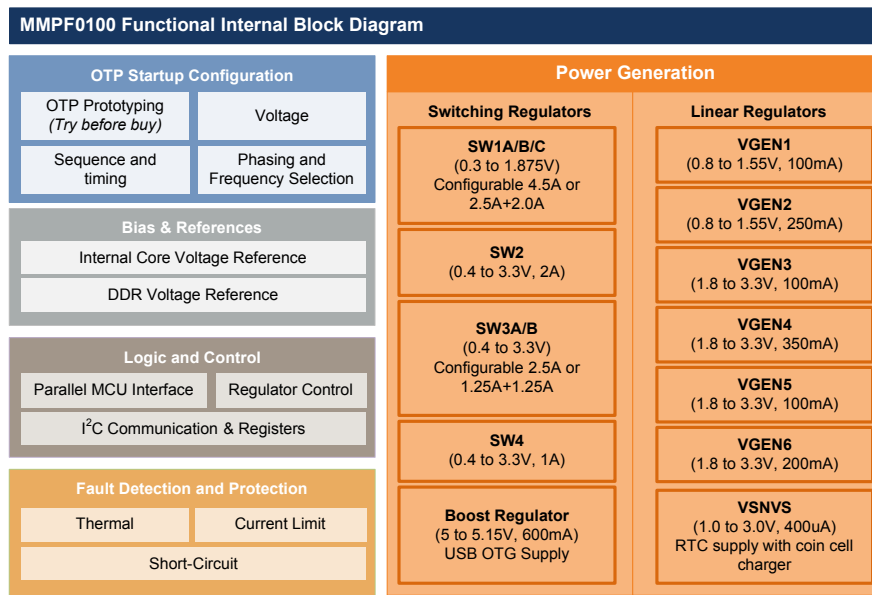 MMPF0100 Functional Internal Block Diagram
OTP Startup Configuration
OTP Prototyping
(Try before buy)
Voltage
Sequence and
timing
Phasing and
Frequency Selection
Bias & References
Internal Core Voltage Reference
DDR Voltage Reference
Logic and Control
Parallel MCU Interface
Regulator Control
I²C Communication & Registers
Fault Detection and Protection
Thermal
Current Limit
Short-Circuit
Power Generation
Switching Regulators
SW1A/B/C
(0.3 to 1.875V)
Configurable 4.5A or
2.5A+2.0A
SW2
(0.4 to 3.3V, 2A)
SW3A/B
(0.4 to 3.3V)
Configurable 2.5A or
1.25A+1.25A
SW4
(0.4 to 3.3V, 1A)
Boost Regulator
(5 to 5.15V, 600mA)
USB OTG Supply
Linear Regulators
VGEN1
(0.8 to 1.55V, 100mA)
VGEN2
(0.8 to 1.55V, 250mA)
VGEN3
(1.8 to 3.3V, 100mA)
VGEN4
(1.8 to 3.3V, 350mA)
VGEN5
(1.8 to 3.3V, 100mA)
VGEN6
(1.8 to 3.3V, 200mA)
VSNVS
(1.0 to 3.0V, 400uA)
RTC supply with coin cell
charger